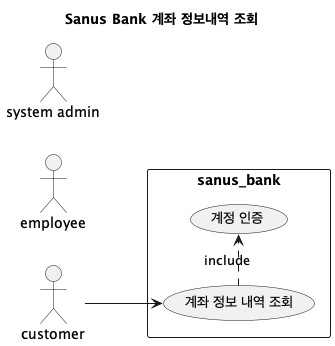 Sanus Bank 계좌 정보내역 조회
system admin
sanus_bank
계정 인증
employee
include
계좌 정보 내역 조회
customer